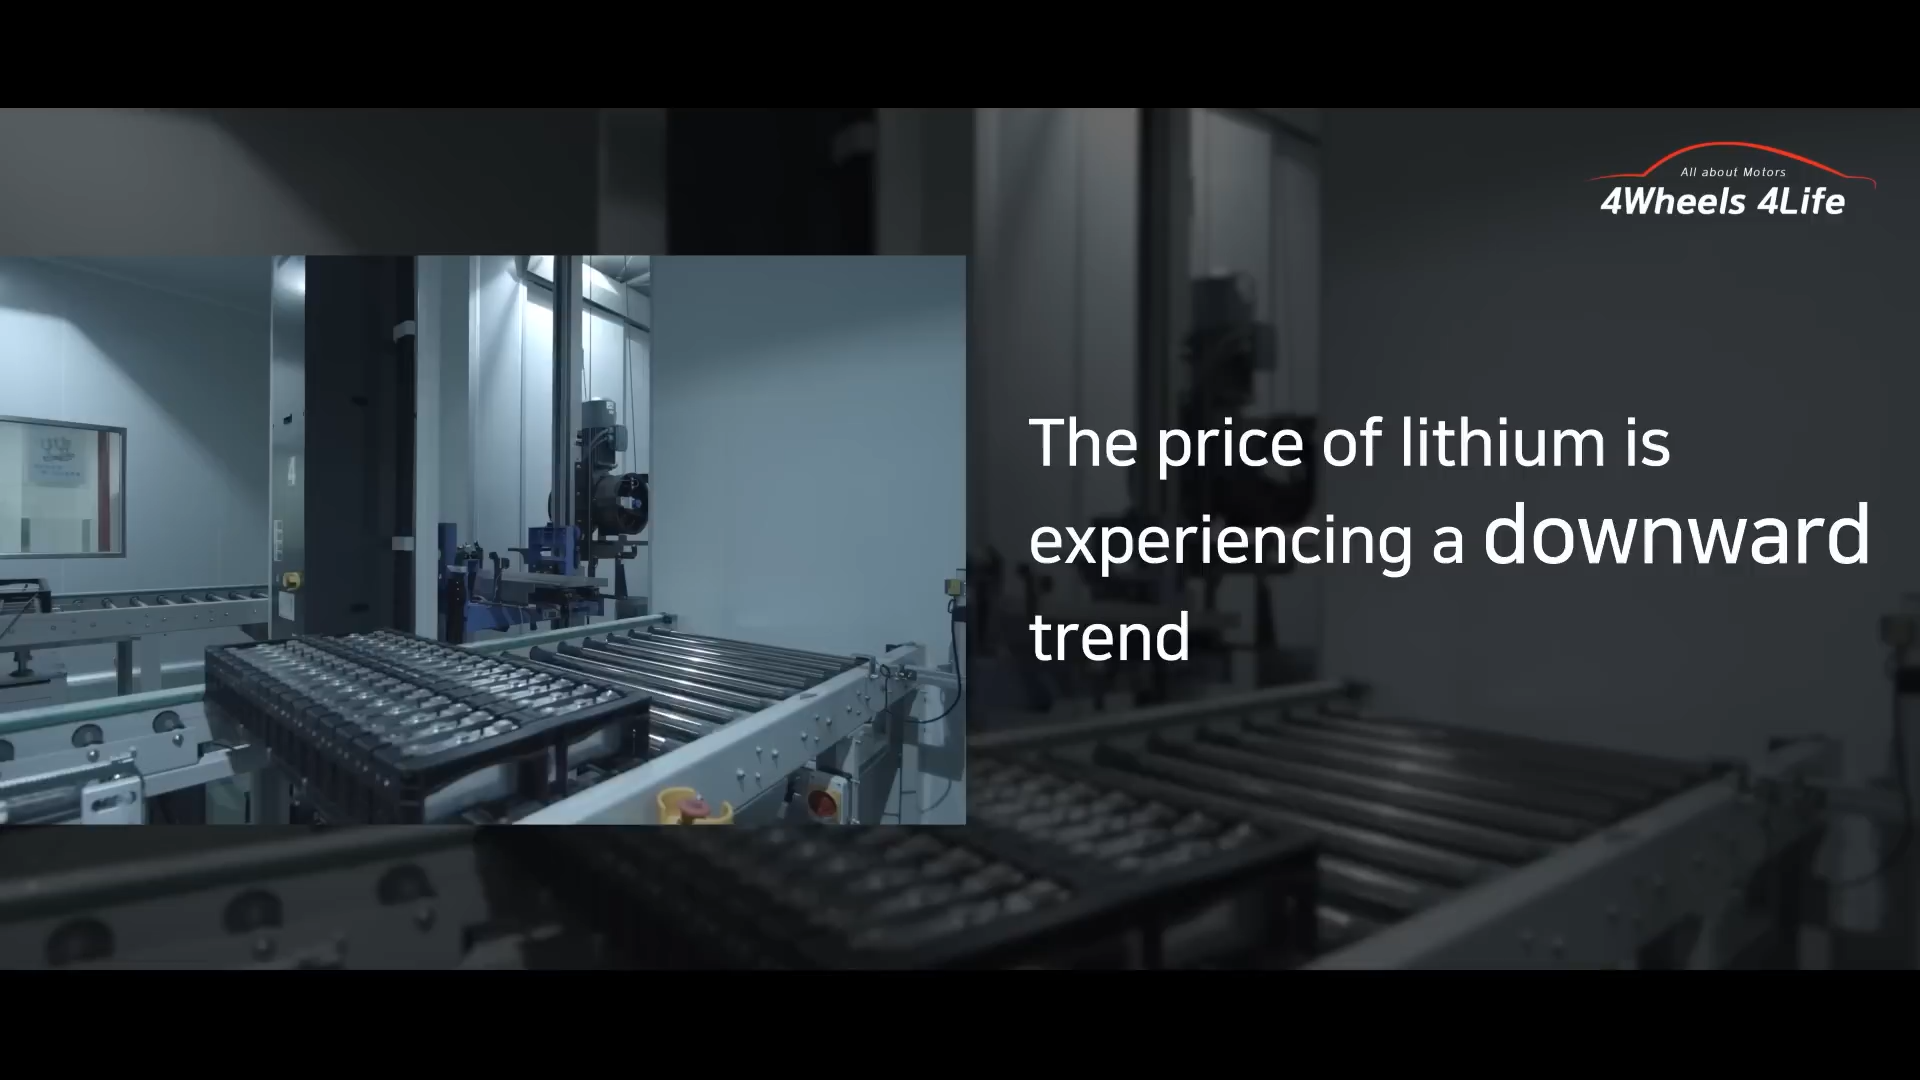 All about Motors
4Wheels 4Life
The price of lithium is
experiencing a downward
trend